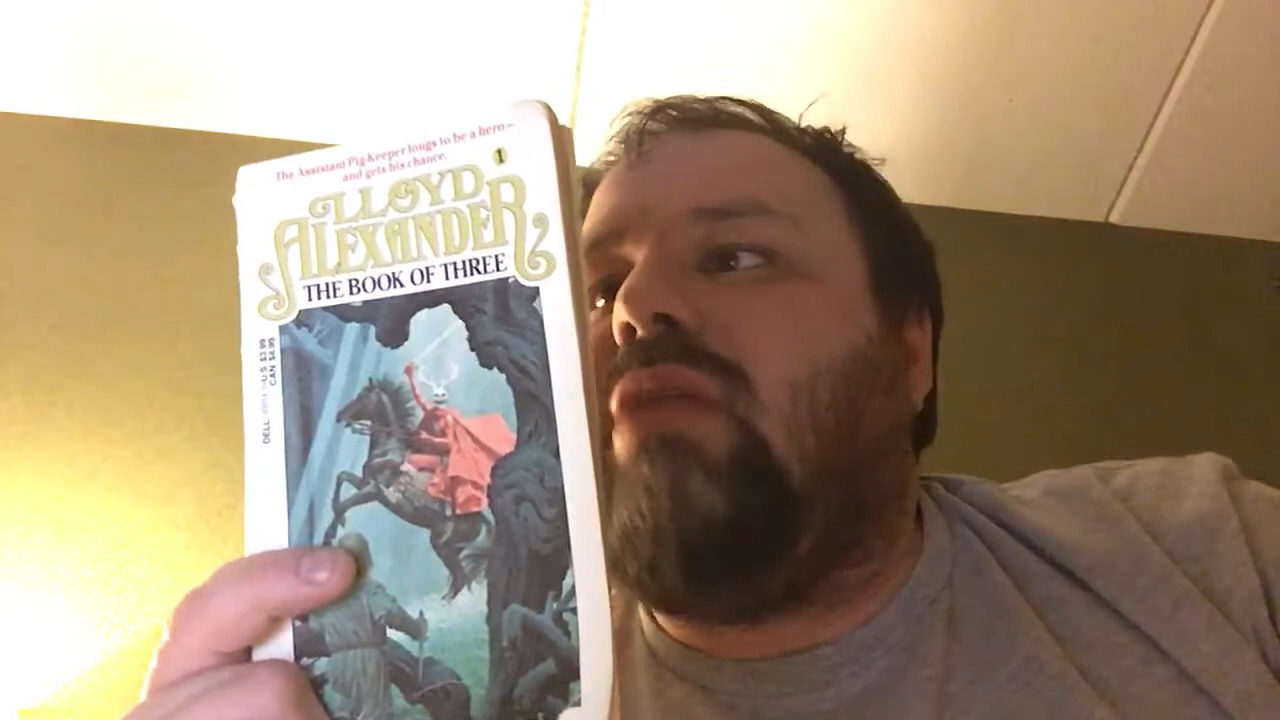 The Assistant Pig-Keeper longs to be a hero—
and gets his chance.
1
LLOYD
ALEXANDER
THE BOOK OF THREE
U.S. $3.99
CAN $4.99
DELL